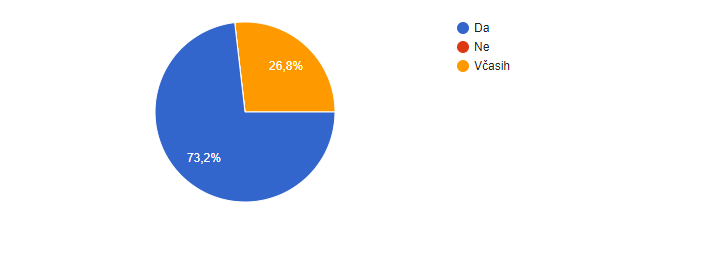 Da
Ne
Včasih
26,8%
73,2%